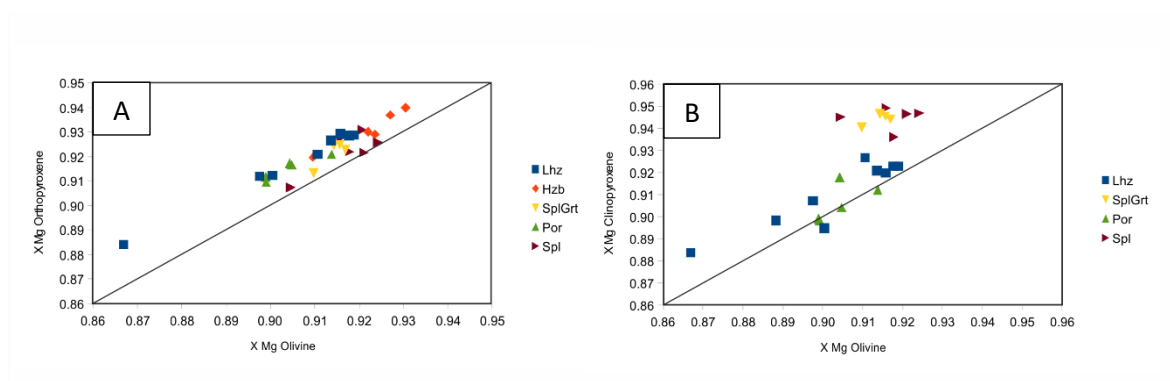 A
0.95
0.94
0.93
0.92
0.91
0.90
0.89
0.88
0.87
0.86
X Mg Orthopyroxene
0.86 0.87 0.88 0.89 0.90 0.91 0.92 0.93 0.94 0.95
X Mg Olivine
Lhz
Hzb
SplGrt
Por
Spl
B
0.96
0.95
0.94
0.93
0.92
0.91
0.90
0.89
0.88
0.87
0.86
X Mg Clinopyroxene
0.86 0.87 0.88 0.89 0.90 0.91 0.92 0.93 0.94 0.95 0.96
X Mg Olivine
Lhz
SplGrt
Por
Spl